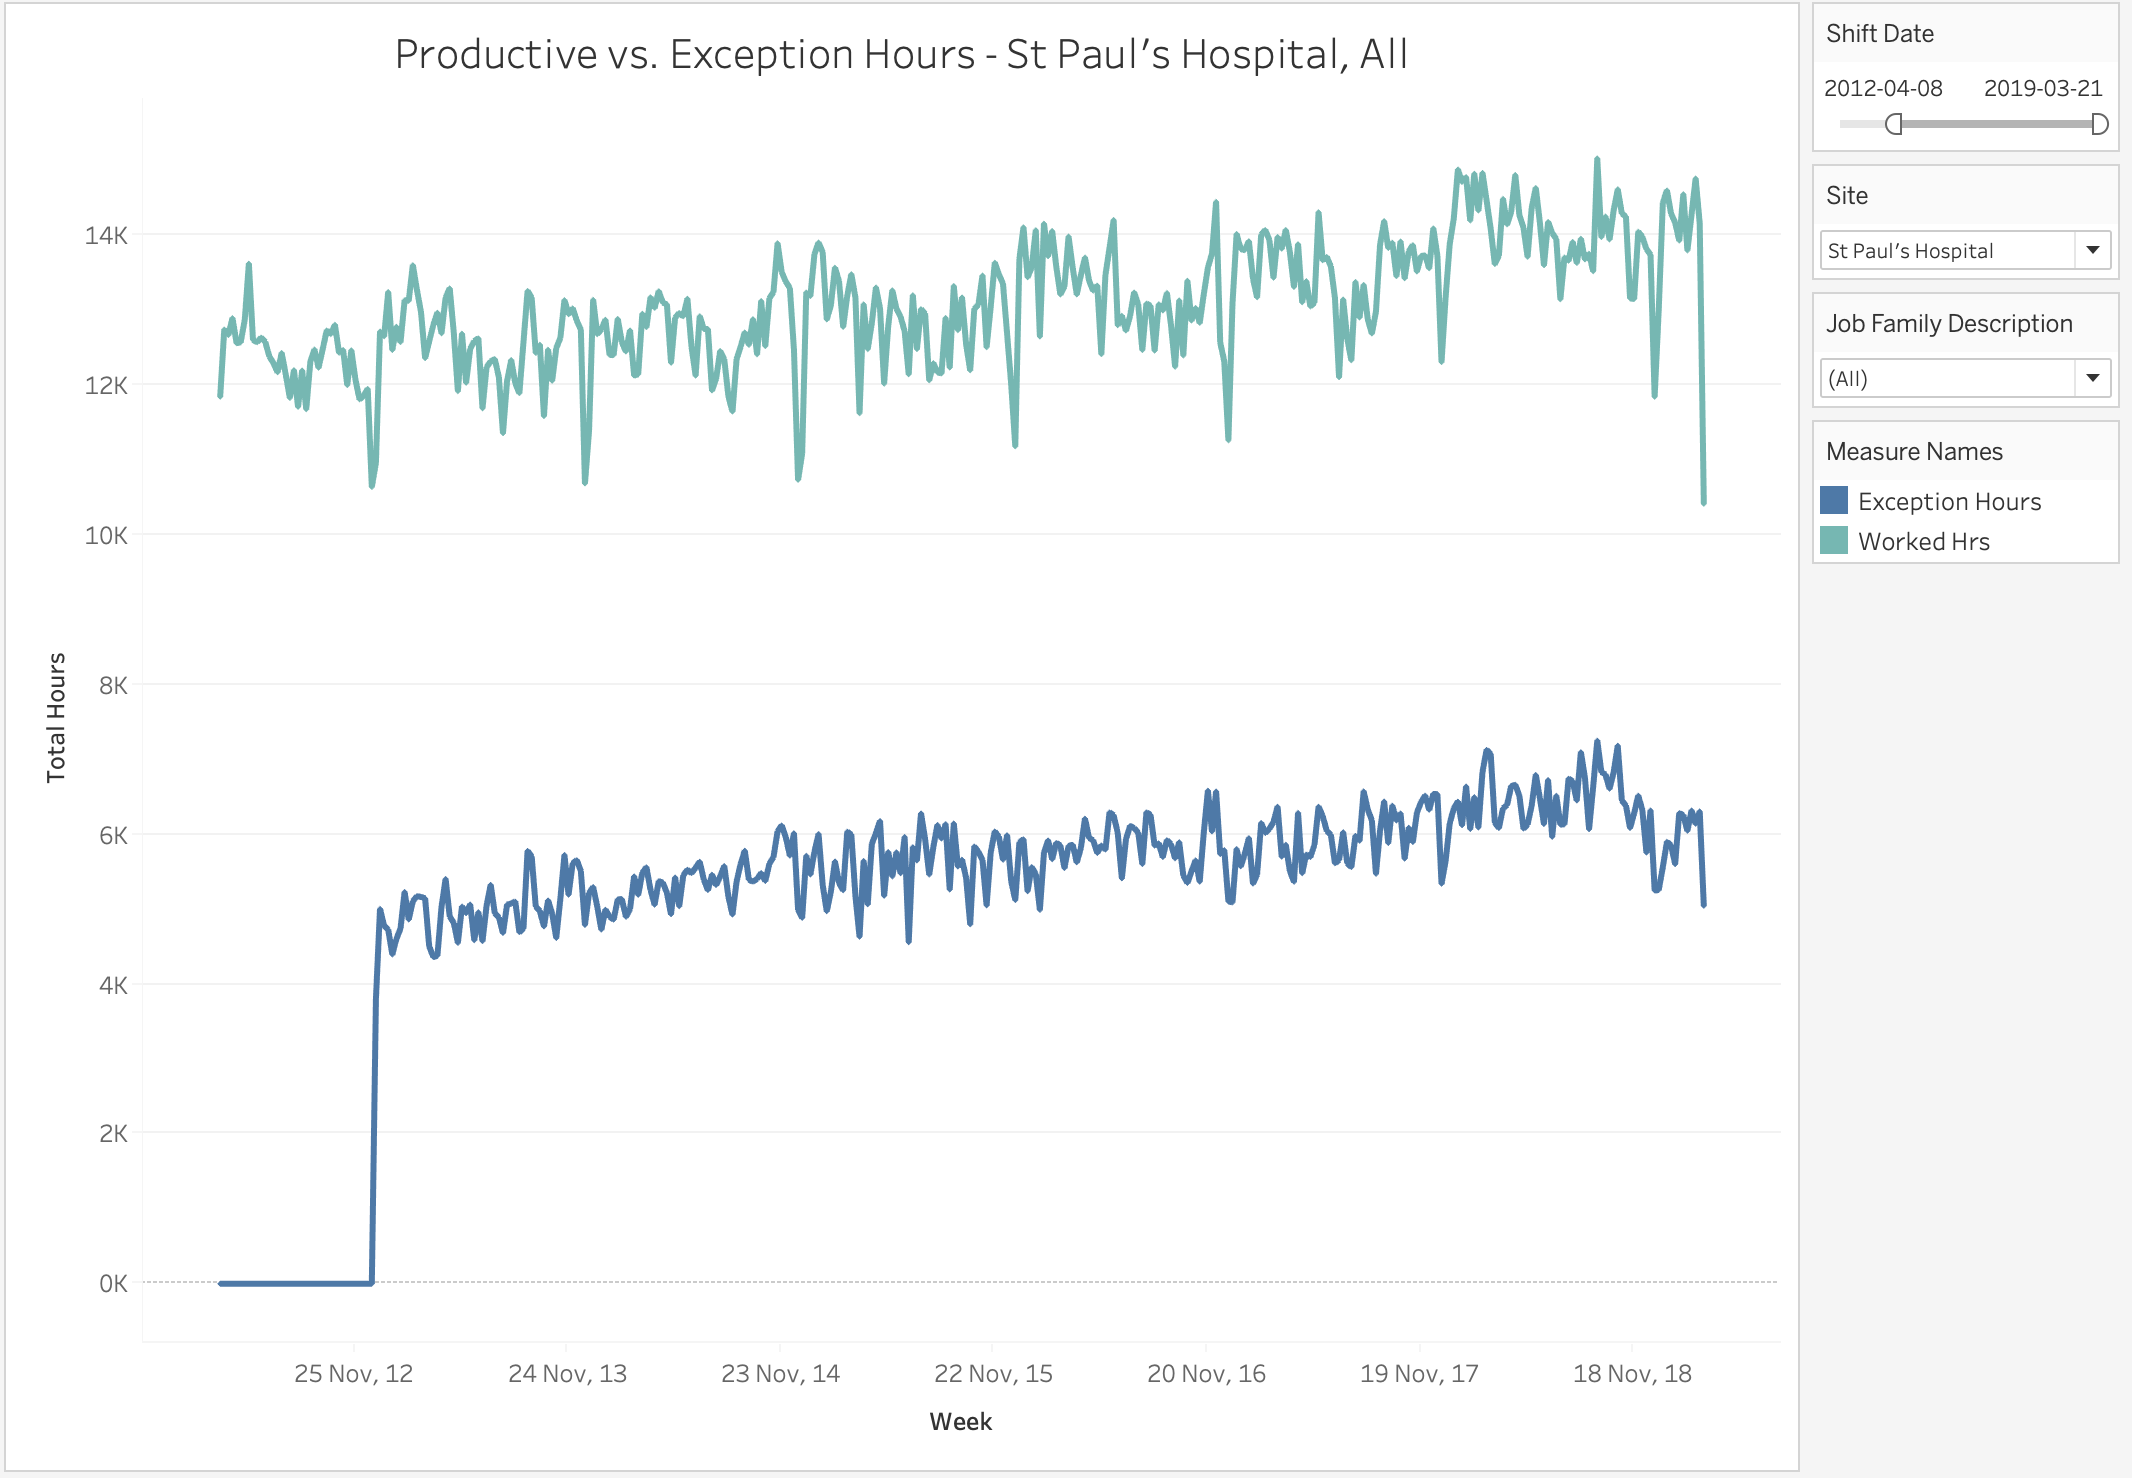 Productive vs. Exception Hours - St Paul's Hospital, All
14K
12K
10K
8K
6K
4K
2K
0K
Total Hours
25 Nov, 12
24 Nov, 13
23 Nov, 14
22 Nov, 15
20 Nov, 16
19 Nov, 17
18 Nov, 18
Week
Shift Date
2012-04-08 2019-03-21
Site
St Paul's Hospital
Job Family Description
(All)
Measure Names
Exception Hours
Worked Hrs